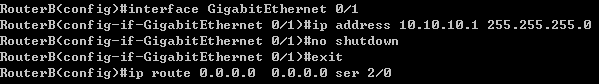 RouterB(config)#interface GigabitEthernet 0/1
RouterB(config-if-GigabitEthernet 0/1)#ip address 10.10.10.1 255.255.255.0
RouterB(config-if-GigabitEthernet 0/1)#no shutdown
RouterB(config-if-GigabitEthernet 0/1)#exit
RouterB(config)#ip route 0.0.0.0  0.0.0.0 ser 2/0